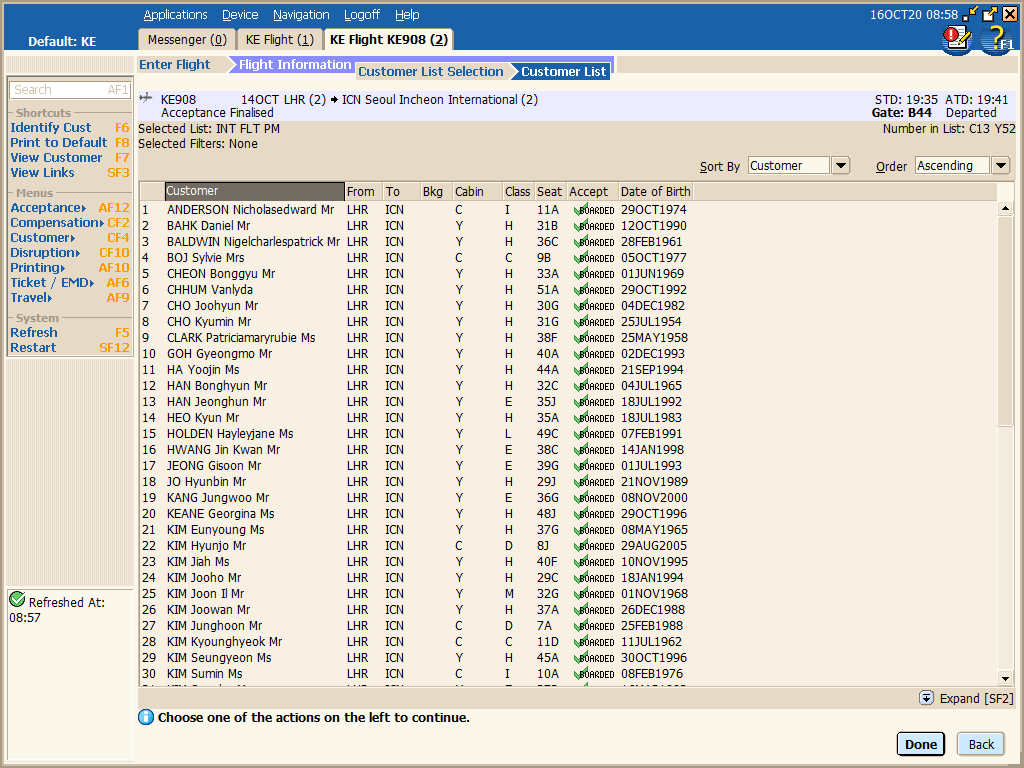 Applications Device Navigation Logoff Help
16OCT20 08:58
Default: KE
Messenger (0) KE Flight (1) KE Flight KE908 (2)
F1
Enter Flight Flight Information Customer List Selection Customer List
Search AF1
Shortcuts
Identify Cust F6
Print to Default F8
View Customer F7
View Links SF3
Menus
Acceptance AF12
Compensation CF2
Customer CF4
Disruption CF10
Printing AF10
Ticket / EMD AF6
Travel AF9
System
Refresh F5
Restart SF12
Refreshed At:
08:57
KE908 14OCT LHR (2) ➔ ICN Seoul Incheon International (2) STD: 19:35 ATD: 19:41
Acceptance Finalised Gate: B44 Departed
Selected List: INT FLT PM Number in List: C13 Y52
Selected Filters: None
Sort By Customer Order Ascending
Customer From To Bkg Cabin Class Seat Accept Date of Birth
1 ANDERSON Nicholasedward Mr LHR ICN C I 11A BOARDED 29OCT1974
2 BAHK Daniel Mr LHR ICN Y H 31B BOARDED 12OCT1990
3 BALDWIN Nigelcharlespatrick Mr LHR ICN Y H 36C BOARDED 28FEB1961
4 BOJ Sylvie Mrs LHR ICN C C 9B BOARDED 05OCT1977
5 CHEON Bonggyu Mr LHR ICN Y H 33A BOARDED 01JUN1969
6 CHHUM Vanlyda LHR ICN Y H 51A BOARDED 29OCT1992
7 CHO Joohyun Mr LHR ICN Y H 30G BOARDED 04DEC1982
8 CHO Kyumin Mr LHR ICN Y H 31G BOARDED 25JUL1954
9 CLARK Patriciamaryrubie Ms LHR ICN Y H 38F BOARDED 25MAY1958
10 GOH Gyeongmo Mr LHR ICN Y H 40A BOARDED 02DEC1993
11 HA Yoojin Ms LHR ICN Y H 44A BOARDED 21SEP1994
12 HAN Bonghyun Mr LHR ICN Y H 32C BOARDED 04JUL1965
13 HAN Jeonghun Mr LHR ICN Y E 35J BOARDED 18JUL1992
14 HEO Kyun Mr LHR ICN Y H 35A BOARDED 18JUL1983
15 HOLDEN Hayleyjane Ms LHR ICN Y L 49C BOARDED 07FEB1991
16 HWANG Jin Kwan Mr LHR ICN Y E 38C BOARDED 14JAN1998
17 JEONG Gisoon Mr LHR ICN Y E 39G BOARDED 01JUL1993
18 JO Hyunbin Mr LHR ICN Y H 29J BOARDED 21NOV1989
19 KANG Jungwoo Mr LHR ICN Y E 36G BOARDED 08NOV2000
20 KEANE Georgina Ms LHR ICN Y H 48J BOARDED 29OCT1996
21 KIM Eunyoung Ms LHR ICN Y H 37G BOARDED 08MAY1965
22 KIM Hyunjo Mr LHR ICN C D 8J BOARDED 29AUG2005
23 KIM Jiah Ms LHR ICN Y H 40F BOARDED 10NOV1995
24 KIM Jooho Mr LHR ICN Y H 29C BOARDED 18JAN1994
25 KIM Joon Il Mr LHR ICN Y M 32G BOARDED 01NOV1968
26 KIM Joowan Mr LHR ICN Y H 37A BOARDED 26DEC1988
27 KIM Junghoon Mr LHR ICN C D 7A BOARDED 25FEB1988
28 KIM Kyounghyeok Mr LHR ICN C C 11D BOARDED 11JUL1962
29 KIM Seungyeon Ms LHR ICN Y H 45A BOARDED 30OCT1996
30 KIM Sumin Ms LHR ICN C I 10A BOARDED 08FEB1976
Expand [SF2]
Choose one of the actions on the left to continue.
Done Back